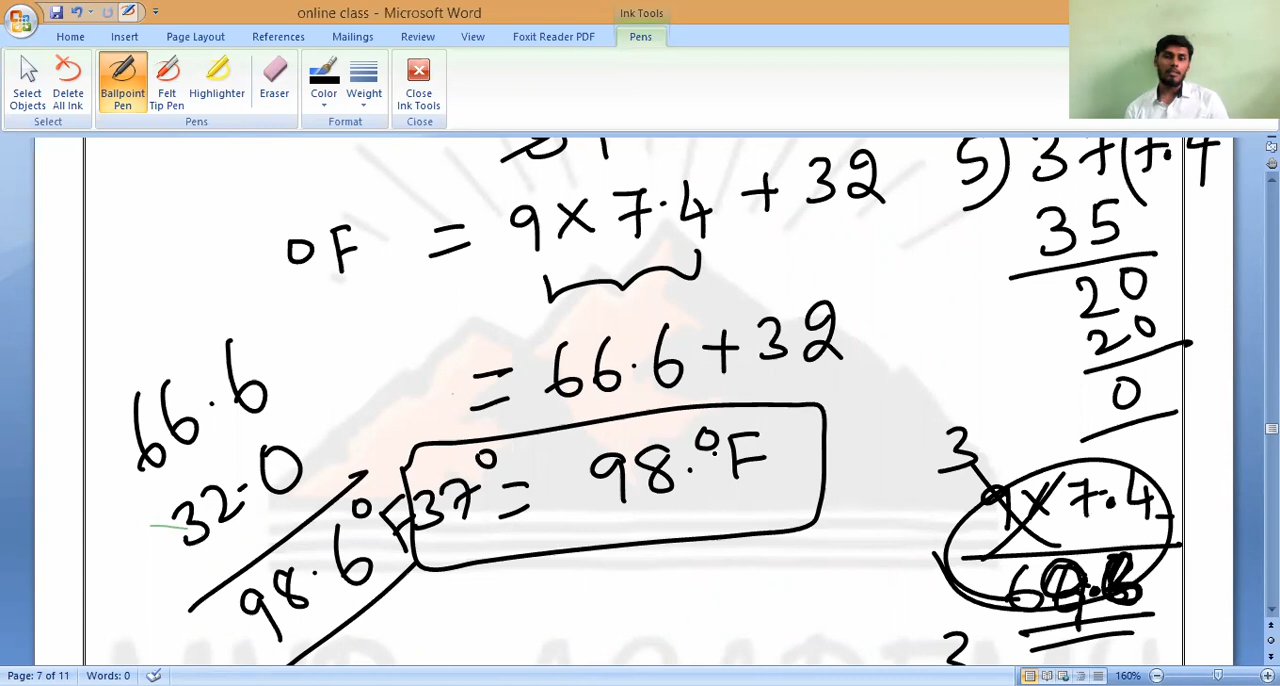 online class - Microsoft Word
Ink Tools
Home Insert Page Layout References Mailings Review View Foxit Reader PDF Pens
Select Objects
Delete All Ink
Ballpoint Pen
Felt Tip Pen
Highlighter
Eraser
Color
Weight
Close Ink Tools
Select Pens Format Close
°F = 9 × 7.4 + 32
= 66.6 + 32
37° = 98.°F
66.6
32.0
98.6°F
5) 37 (7.4
35
20
20
0
3
9 × 7.4
3
Page: 7 of 11 Words: 0 160%